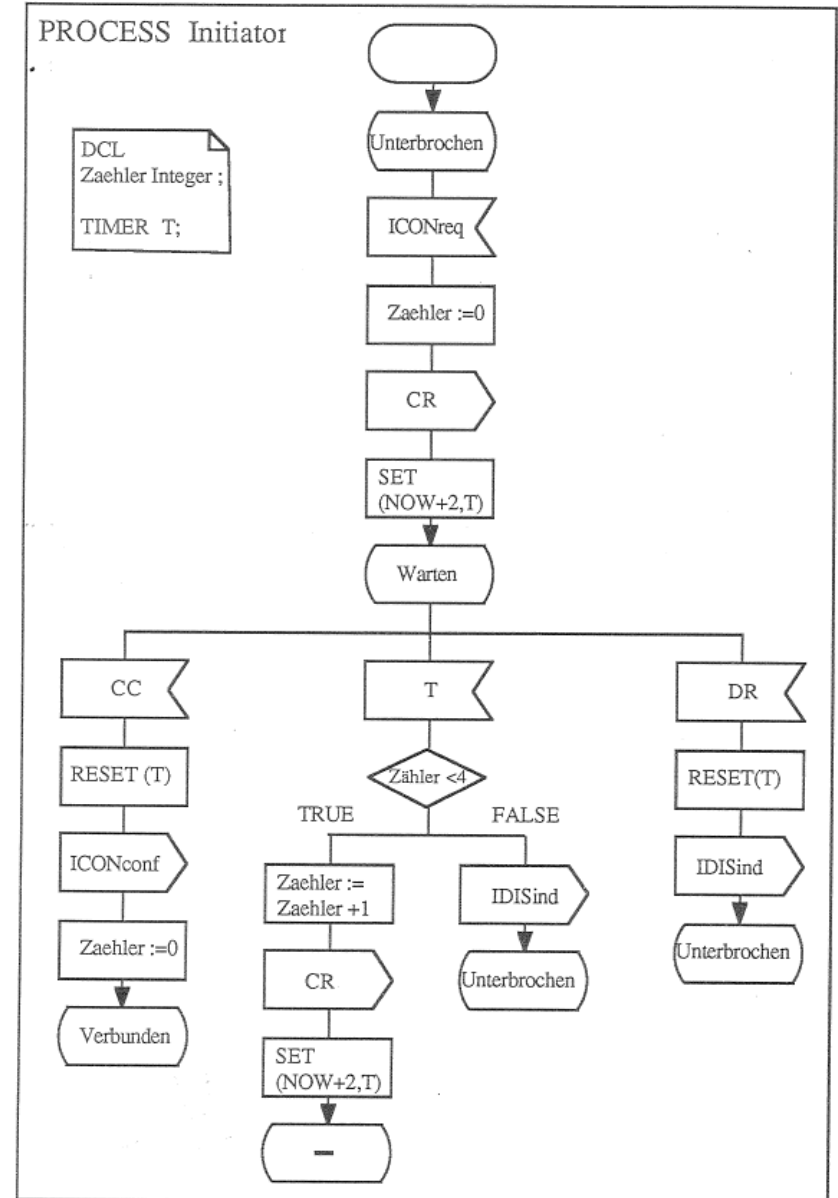 PROCESS Initiator
DCL
Zaehler Integer ;
TIMER T;
Unterbrochen
ICONreq
Zaehler :=0
CR
SET
(NOW+2,T)
Warten
CC
RESET (T)
ICONconf
Zaehler :=0
Verbunden
T
Zähler <4
TRUE
FALSE
Zaehler :=
Zaehler +1
CR
SET
(NOW+2,T)
–
IDISind
Unterbrochen
DR
RESET(T)
IDISind
Unterbrochen